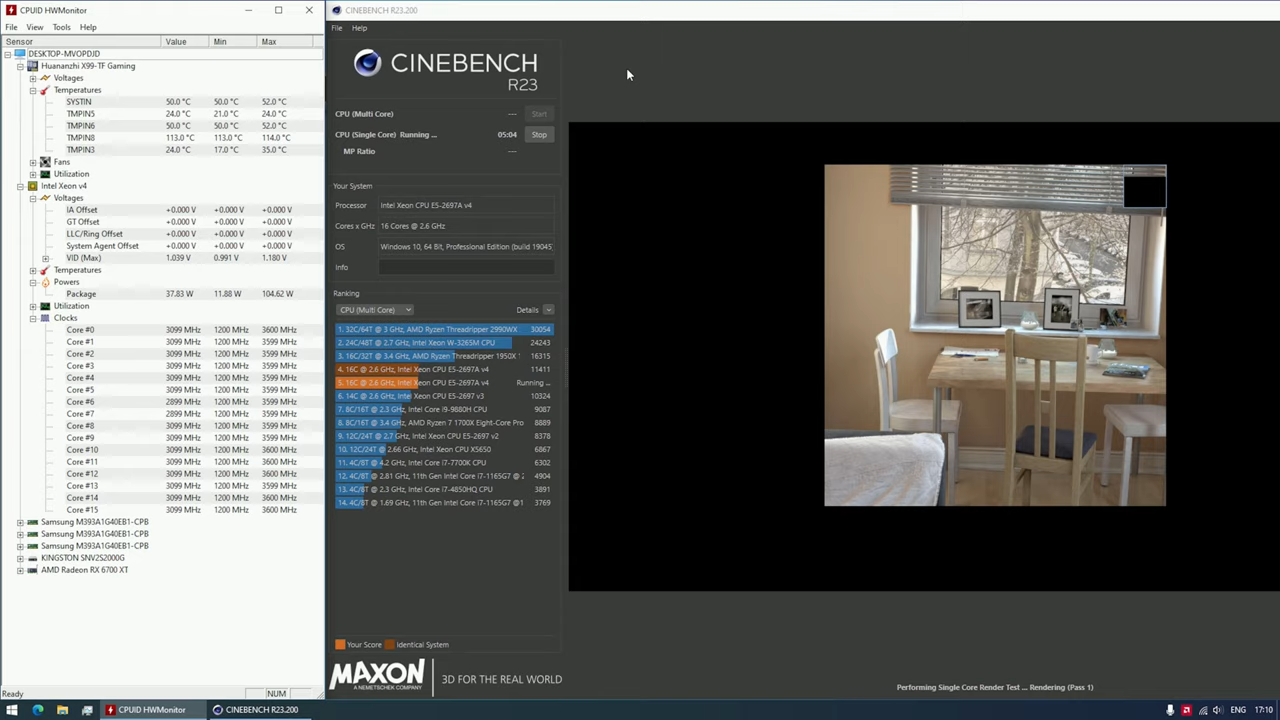 CPUID HWMonitor
File View Tools Help
Sensor Value Min Max
DESKTOP-MVOPDJD
Huananzhi X99-TF Gaming
Voltages
Temperatures
SYSTIN 50.0 °C 50.0 °C 52.0 °C
TMPIN5 24.0 °C 21.0 °C 24.0 °C
TMPIN6 50.0 °C 50.0 °C 52.0 °C
TMPIN8 113.0 °C 113.0 °C 114.0 °C
TMPIN3 24.0 °C 17.0 °C 35.0 °C
Fans
Utilization
Intel Xeon v4
Voltages
IA Offset +0.000 V +0.000 V +0.000 V
GT Offset +0.000 V +0.000 V +0.000 V
LLC/Ring Offset +0.000 V +0.000 V +0.000 V
System Agent Offset +0.000 V +0.000 V +0.000 V
VID (Max) 1.039 V 0.991 V 1.180 V
Temperatures
Powers
Package 37.83 W 11.88 W 104.62 W
Utilization
Clocks
Core #0 3099 MHz 1200 MHz 3600 MHz
Core #1 3099 MHz 1200 MHz 3600 MHz
Core #2 3099 MHz 1200 MHz 3600 MHz
Core #3 3099 MHz 1200 MHz 3600 MHz
Core #4 3099 MHz 1200 MHz 3600 MHz
Core #5 3099 MHz 1200 MHz 3600 MHz
Core #6 2899 MHz 1200 MHz 3600 MHz
Core #7 2899 MHz 1200 MHz 3600 MHz
Core #8 3099 MHz 1200 MHz 3600 MHz
Core #9 3099 MHz 1200 MHz 3600 MHz
Core #10 3099 MHz 1200 MHz 3600 MHz
Core #11 3099 MHz 1200 MHz 3600 MHz
Core #12 3099 MHz 1200 MHz 3600 MHz
Core #13 3099 MHz 1200 MHz 3600 MHz
Core #14 3099 MHz 1200 MHz 3600 MHz
Core #15 3099 MHz 1200 MHz 3600 MHz
Samsung M393A1G40EB1-CPB
Samsung M393A1G40EB1-CPB
Samsung M393A1G40EB1-CPB
KINGSTON SNV2S2000G
AMD Radeon RX 6700 XT
Ready NUM
CINEBENCH R23.200
File Help
CINEBENCH
R23
CPU (Multi Core) --- Start
CPU (Single Core) Running ... 05:04 Stop
MP Ratio ---
Your System
Processor Intel Xeon CPU E5-2697A v4
Cores x GHz 16 Cores @ 2.6 GHz
OS Windows 10, 64 Bit, Professional Edition (build 19045)
Info
Ranking
CPU (Multi Core) Details
1. 32C/64T @ 3 GHz, AMD Ryzen Threadripper 2990WX 30054
2. 24C/48T @ 2.7 GHz, Intel Xeon W-3265M CPU 24243
3. 16C/32T @ 3.4 GHz, AMD Ryzen Threadripper 1950X 16315
4. 16C @ 2.6 GHz, Intel Xeon CPU E5-2697A v4 11411
5. 16C @ 2.6 GHz, Intel Xeon CPU E5-2697A v4 Running ...
6. 14C @ 2.6 GHz, Intel Xeon CPU E5-2697 v3 10324
7. 8C/16T @ 2.3 GHz, Intel Core i9-9880H CPU 9087
8. 8C/16T @ 3.4 GHz, AMD Ryzen 7 1700X Eight-Core Pro 8889
9. 12C/24T @ 2.7 GHz, Intel Xeon CPU E5-2697 v2 8378
10. 12C/24T @ 2.66 GHz, Intel Xeon CPU X5650 6867
11. 4C/8T @ 4.2 GHz, Intel Core i7-7700K CPU 6302
12. 4C/8T @ 2.81 GHz, 11th Gen Intel Core i7-1165G7 @ 2 4904
13. 4C/8T @ 2.3 GHz, Intel Core i7-4850HQ CPU 3891
14. 4C/8T @ 1.69 GHz, 11th Gen Intel Core i7-1165G7 @1 3769
Your Score Identical System
MAXON
A NEMETSCHEK COMPANY
3D FOR THE REAL WORLD
Performing Single Core Render Test ... Rendering (Pass 1)
CPUID HWMonitor CINEBENCH R23.200 ENG 17:10